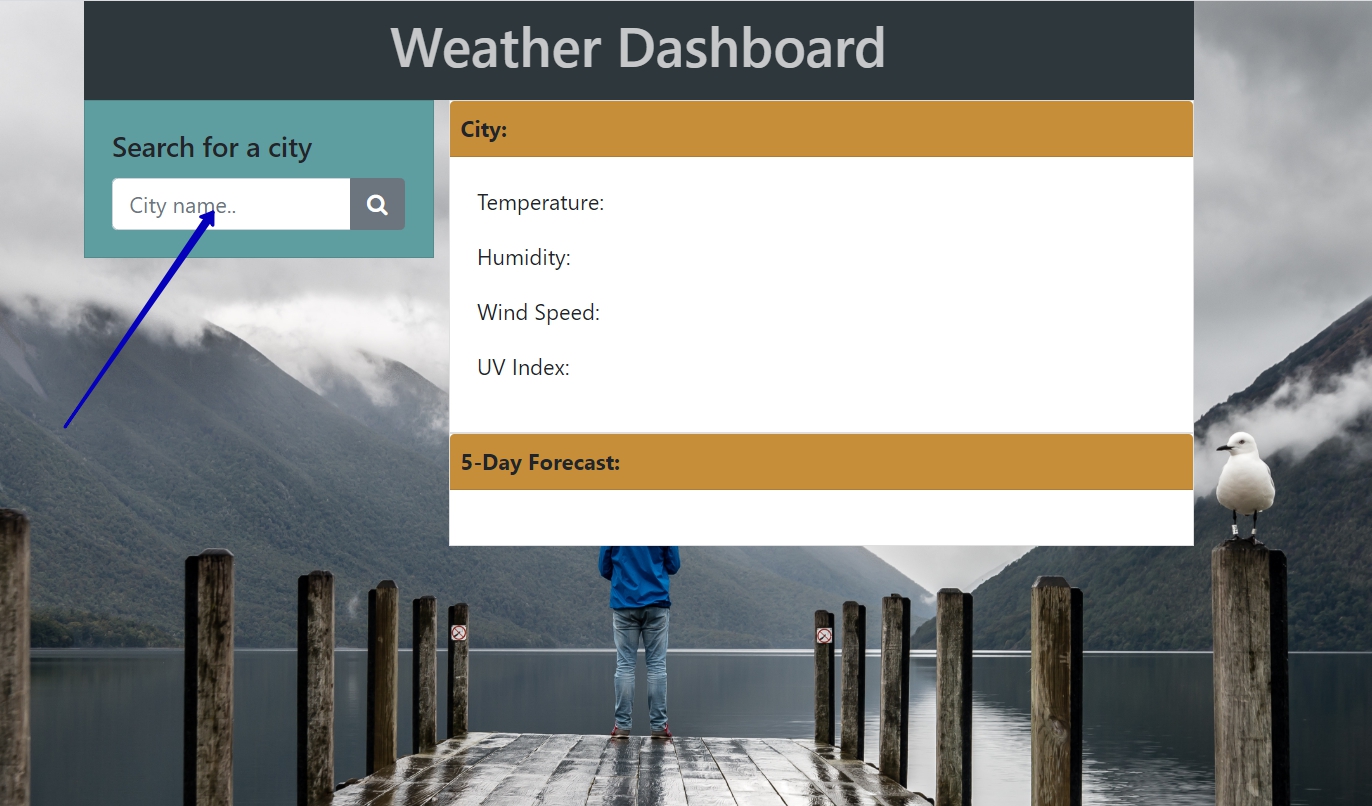 Weather Dashboard
Search for a city
City name..
City:
Temperature:
Humidity:
Wind Speed:
UV Index:
5-Day Forecast: